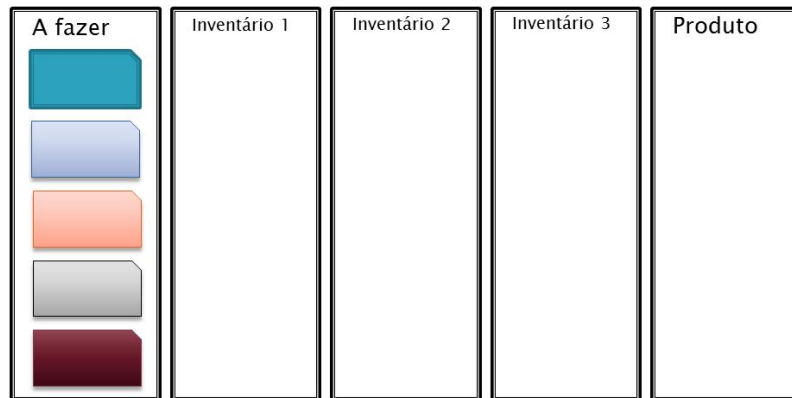 A fazer
Inventário 1
Inventário 2
Inventário 3
Produto